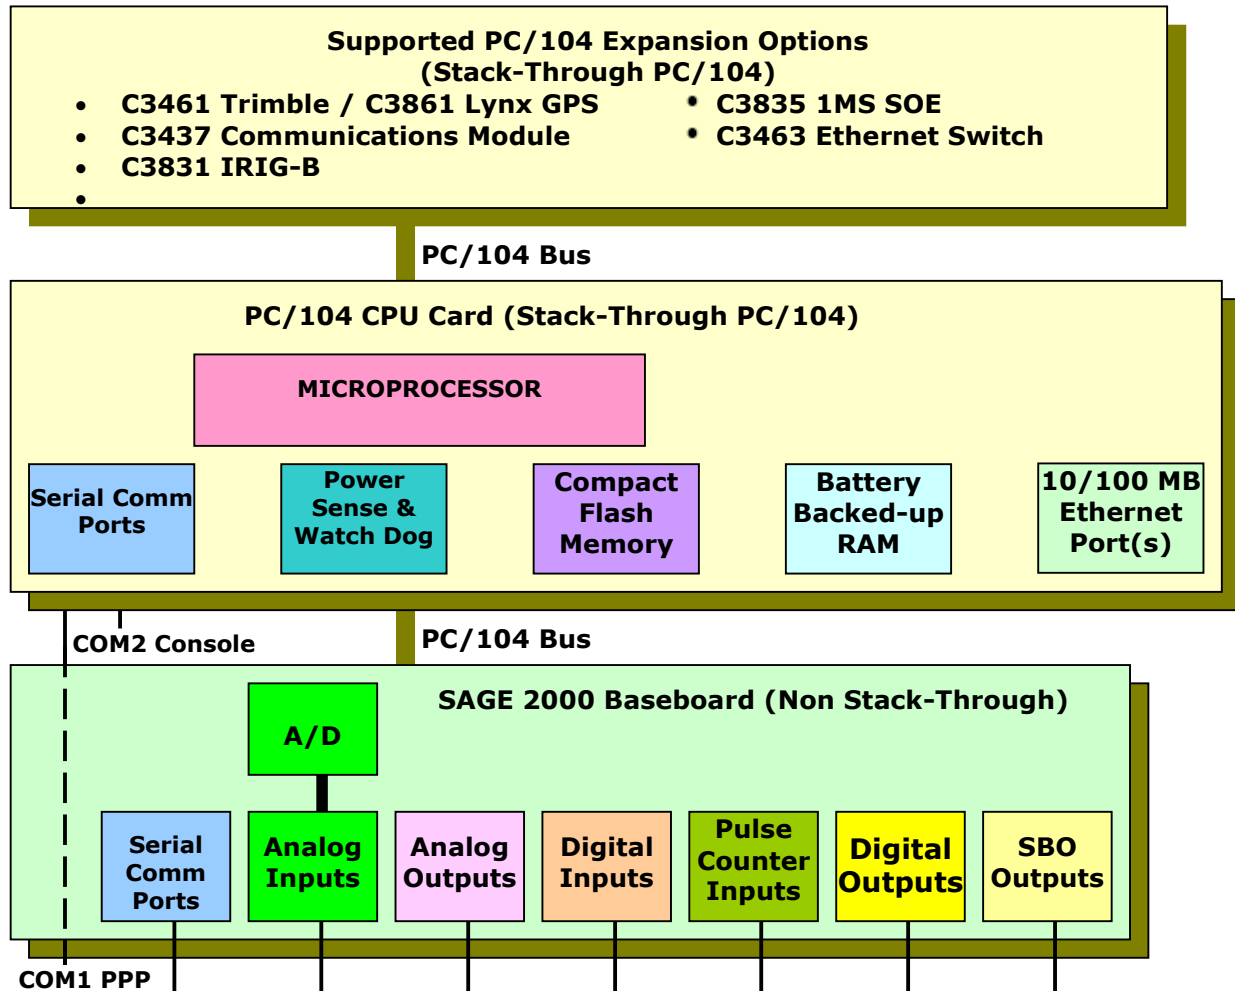 Supported PC/104 Expansion Options
(Stack-Through PC/104)
• C3461 Trimble / C3861 Lynx GPS
• C3437 Communications Module
• C3831 IRIG-B
•
• C3835 1MS SOE
• C3463 Ethernet Switch
PC/104 Bus
PC/104 CPU Card (Stack-Through PC/104)
MICROPROCESSOR
Serial Comm
Ports
Power
Sense &
Watch Dog
Compact
Flash
Memory
Battery
Backed-up
RAM
10/100 MB
Ethernet
Port(s)
COM2 Console
PC/104 Bus
SAGE 2000 Baseboard (Non Stack-Through)
A/D
Serial
Comm
Ports
Analog
Inputs
Analog
Outputs
Digital
Inputs
Pulse
Counter
Inputs
Digital
Outputs
SBO
Outputs
COM1 PPP